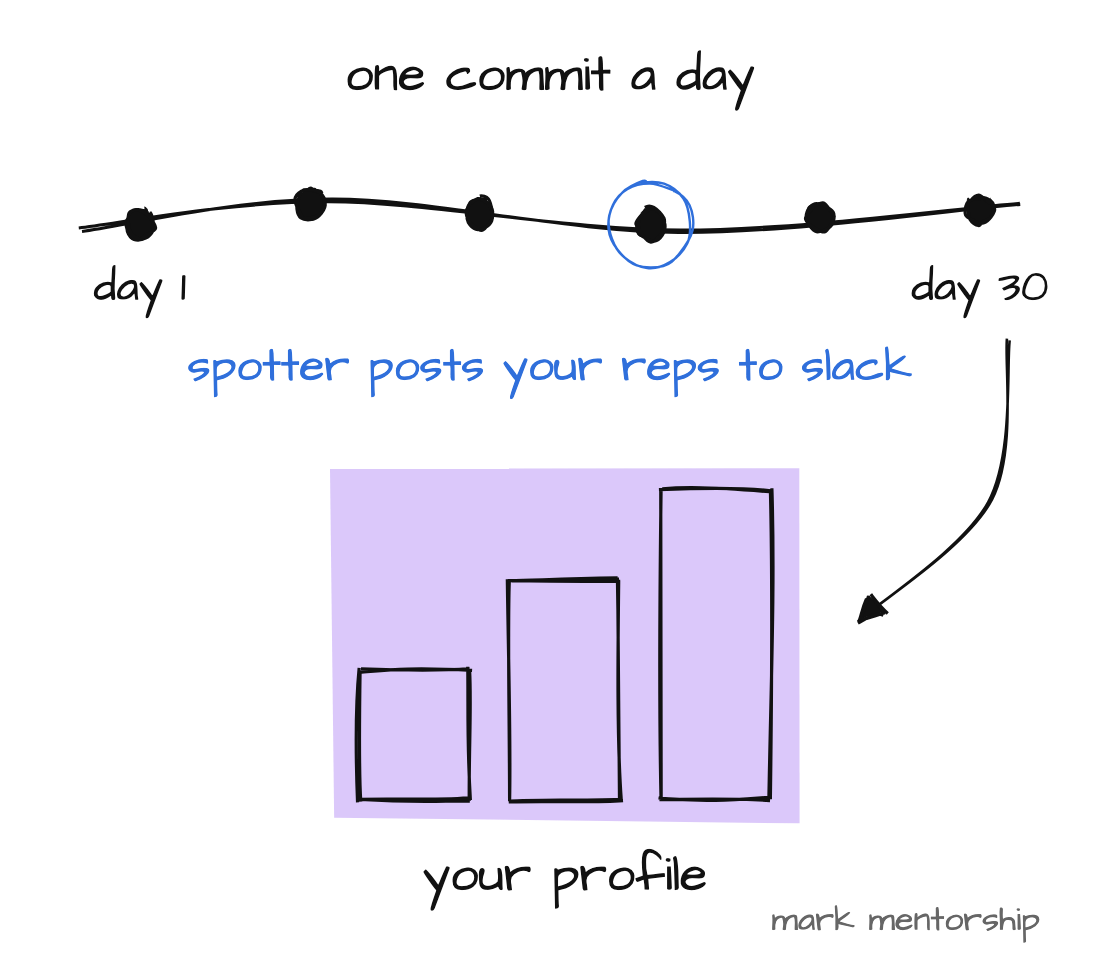 one commit a day
day 1
day 30
spotter posts your reps to slack
your profile
mark mentorship